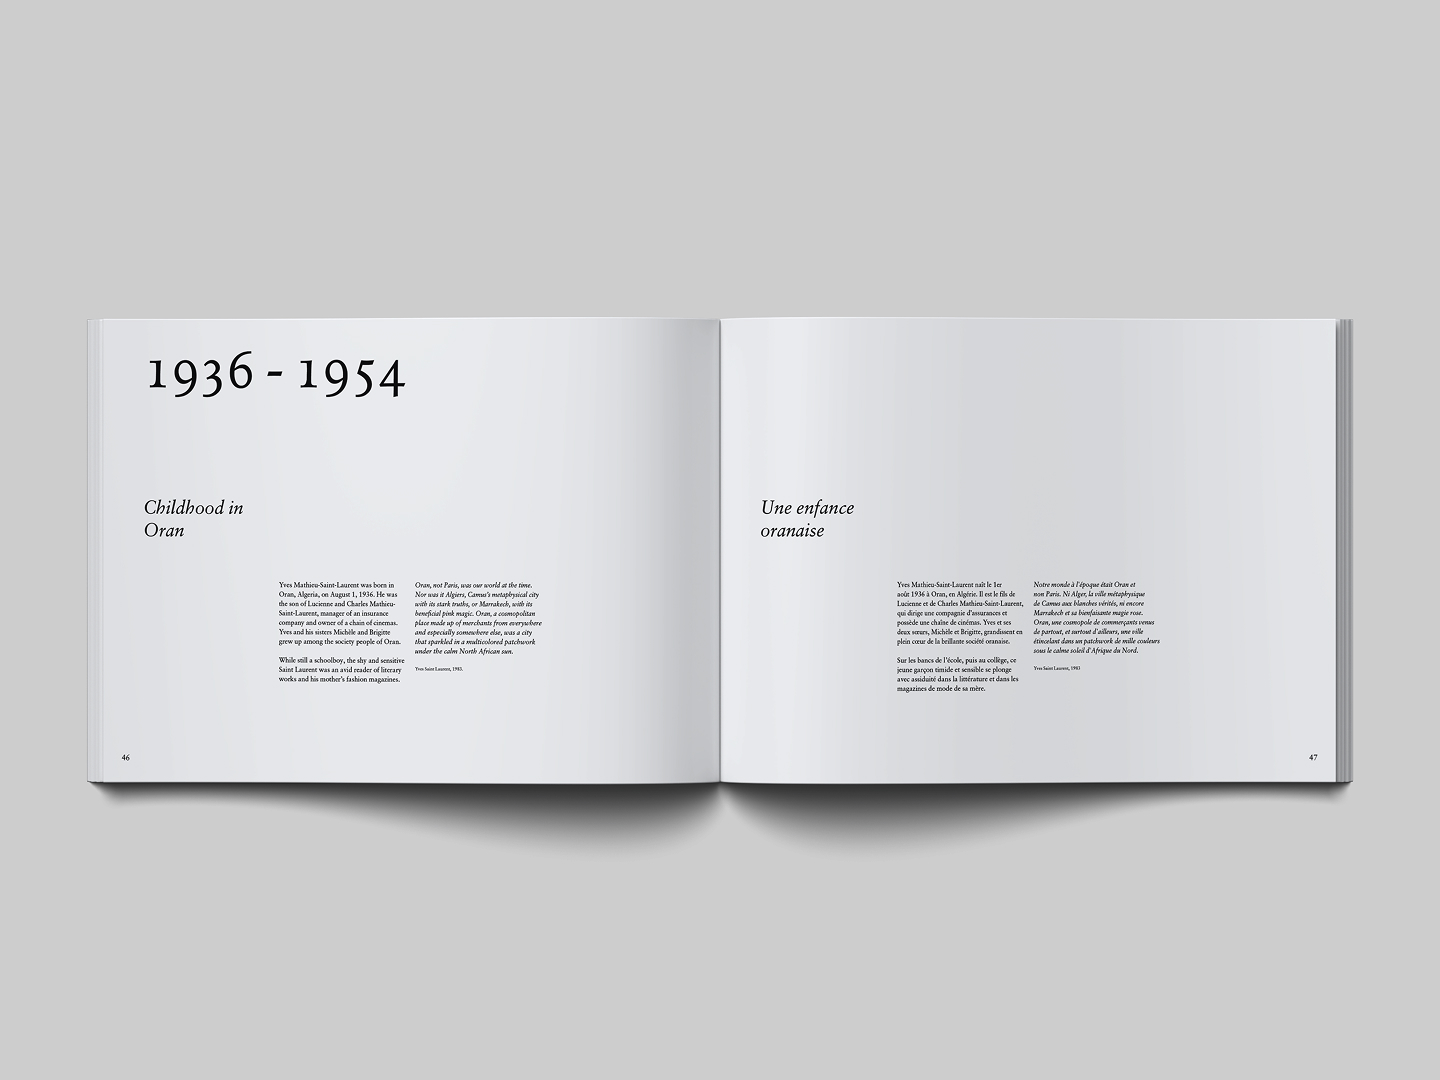 1936 - 1954
Childhood in
Oran
Yves Mathieu-Saint-Laurent was born in
Oran, Algeria, on August 1, 1936. He was
the son of Lucienne and Charles Mathieu-
Saint-Laurent, manager of an insurance
company and owner of a chain of cinemas.
Yves and his sisters Michèle and Brigitte
grew up among the society people of Oran.
While still a schoolboy, the shy and sensitive
Saint Laurent was an avid reader of literary
works and his mother's fashion magazines.
Oran, not Paris, was our world at the time.
Nor was it Algiers, Camus's metaphysical city
with its stark truths, or Marrakech, with its
beneficial pink magic. Oran, a cosmopolitan
place made up of merchants from everywhere
and especially somewhere else, was a city
that sparkled in a multicolored patchwork
under the calm North African sun.
Yves Saint Laurent, 1983.
46
Une enfance
oranaise
Yves Mathieu-Saint-Laurent naît le 1er
août 1936 à Oran, en Algérie. Il est le fils de
Lucienne et de Charles Mathieu-Saint-Laurent,
qui dirige une compagnie d'assurances et
possède une chaîne de cinémas. Yves et ses
deux sœurs, Michèle et Brigitte, grandissent en
plein cœur de la brillante société oranaise.
Sur les bancs de l'école, puis au collège, ce
jeune garçon timide et sensible se plonge
avec assiduité dans la littérature et dans les
magazines de mode de sa mère.
Notre monde à l'époque était Oran et
non Paris. Ni Alger, la ville métaphysique
de Camus aux blanches vérités, ni encore
Marrakech et sa bienfaisante magie rose.
Oran, une cosmopole de commerçants venus
de partout, et surtout d'ailleurs, une ville
étincelant dans un patchwork de mille couleurs
sous le calme soleil d'Afrique du Nord.
Yves Saint Laurent, 1983
47